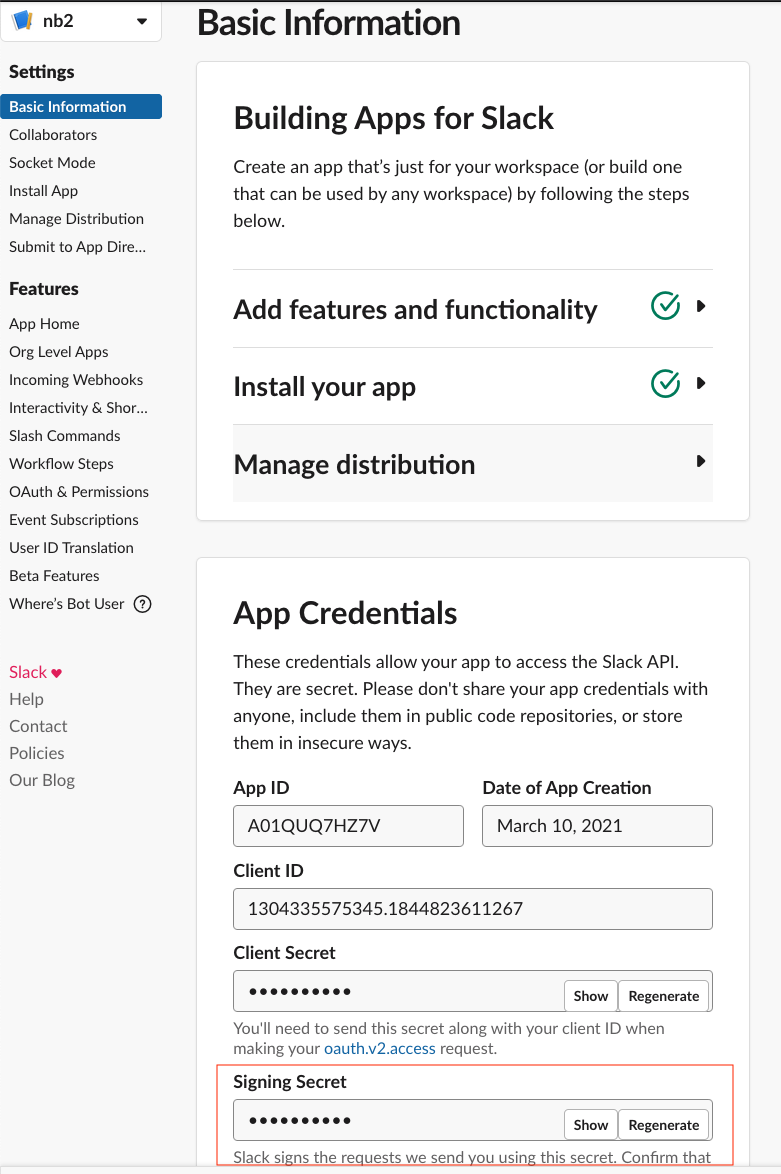 nb2
Basic Information
Settings
Basic Information
Collaborators
Socket Mode
Install App
Manage Distribution
Submit to App Dire...
Features
App Home
Org Level Apps
Incoming Webhooks
Interactivity & Shor...
Slash Commands
Workflow Steps
OAuth & Permissions
Event Subscriptions
User ID Translation
Beta Features
Where’s Bot User ?
Slack ♥
Help
Contact
Policies
Our Blog
Building Apps for Slack
Create an app that’s just for your workspace (or build one
that can be used by any workspace) by following the steps
below.
Add features and functionality
Install your app
Manage distribution
App Credentials
These credentials allow your app to access the Slack API.
They are secret. Please don't share your app credentials with
anyone, include them in public code repositories, or store
them in insecure ways.
App ID
A01QUQ7HZ7V
Date of App Creation
March 10, 2021
Client ID
1304335575345.1844823611267
Client Secret
•••••••••• Show Regenerate
You'll need to send this secret along with your client ID when
making your oauth.v2.access request.
Signing Secret
•••••••••• Show Regenerate
Slack signs the requests we send you using this secret. Confirm that